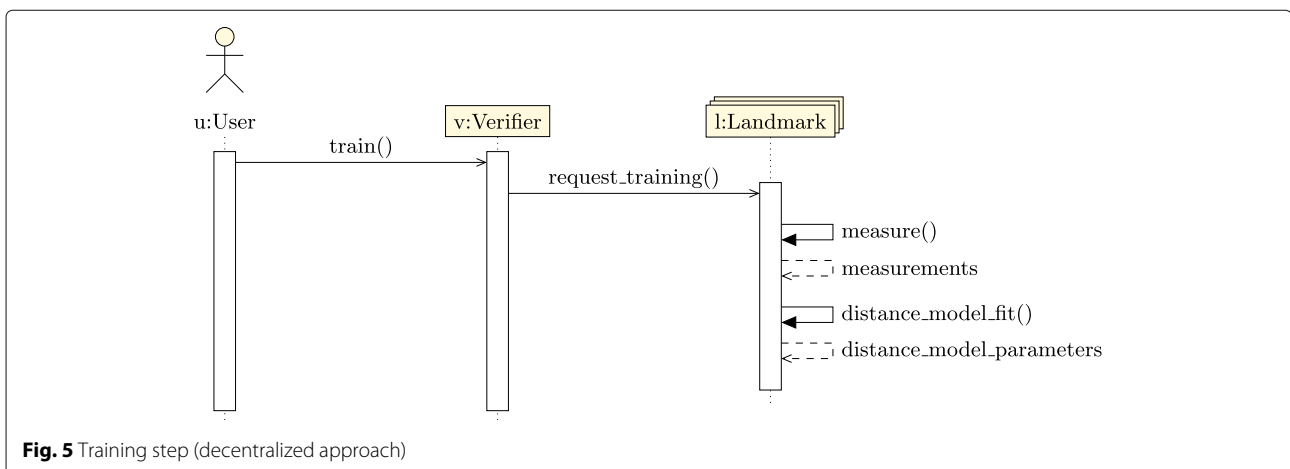 u:User
v:Verifier
l:Landmark
train()
request_training()
measure()
measurements
distance_model_fit()
distance_model_parameters
Fig. 5 Training step (decentralized approach)